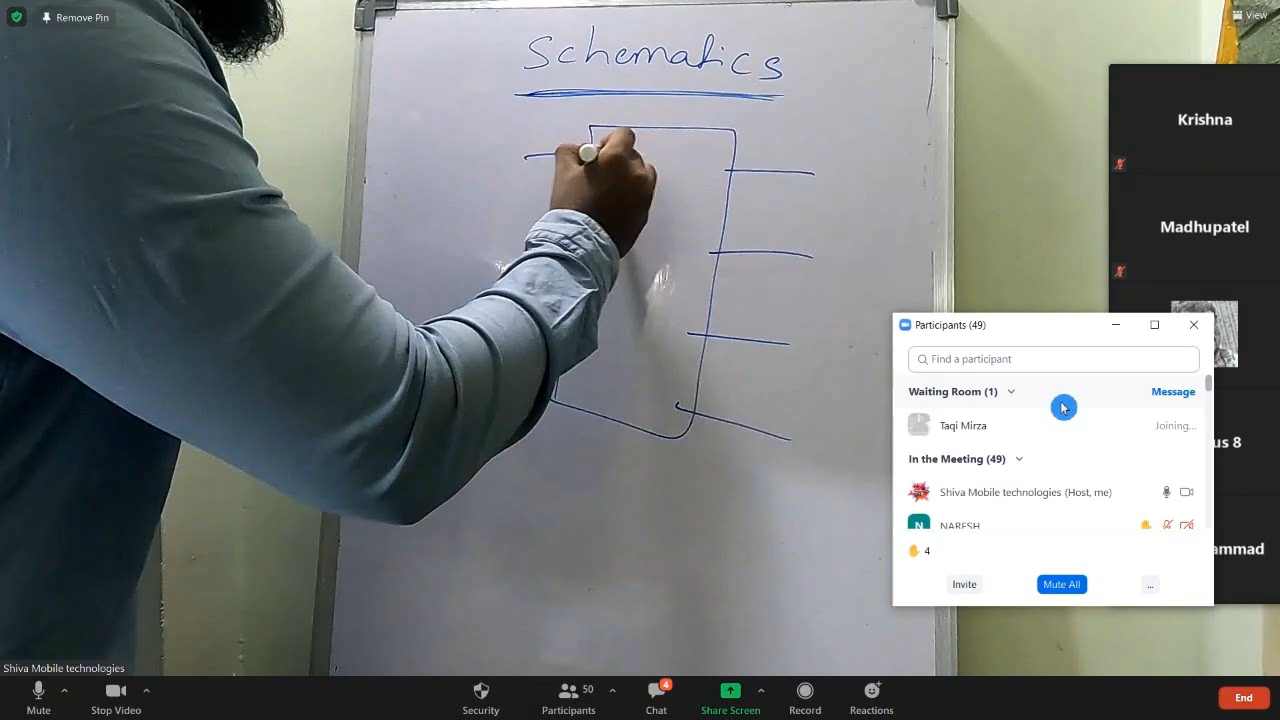 Remove Pin
View
Schematics
Krishna
Madhupatel
Participants (49)
Find a participant
Waiting Room (1)
Message
Taqi Mirza
Joining...
In the Meeting (49)
us 8
Shiva Mobile technologies (Host, me)
N
NARESH
4
ammad
Invite
Mute All
...
Shiva Mobile technologies
50
4
Mute
Stop Video
Security
Participants
Chat
Share Screen
Record
Reactions
End